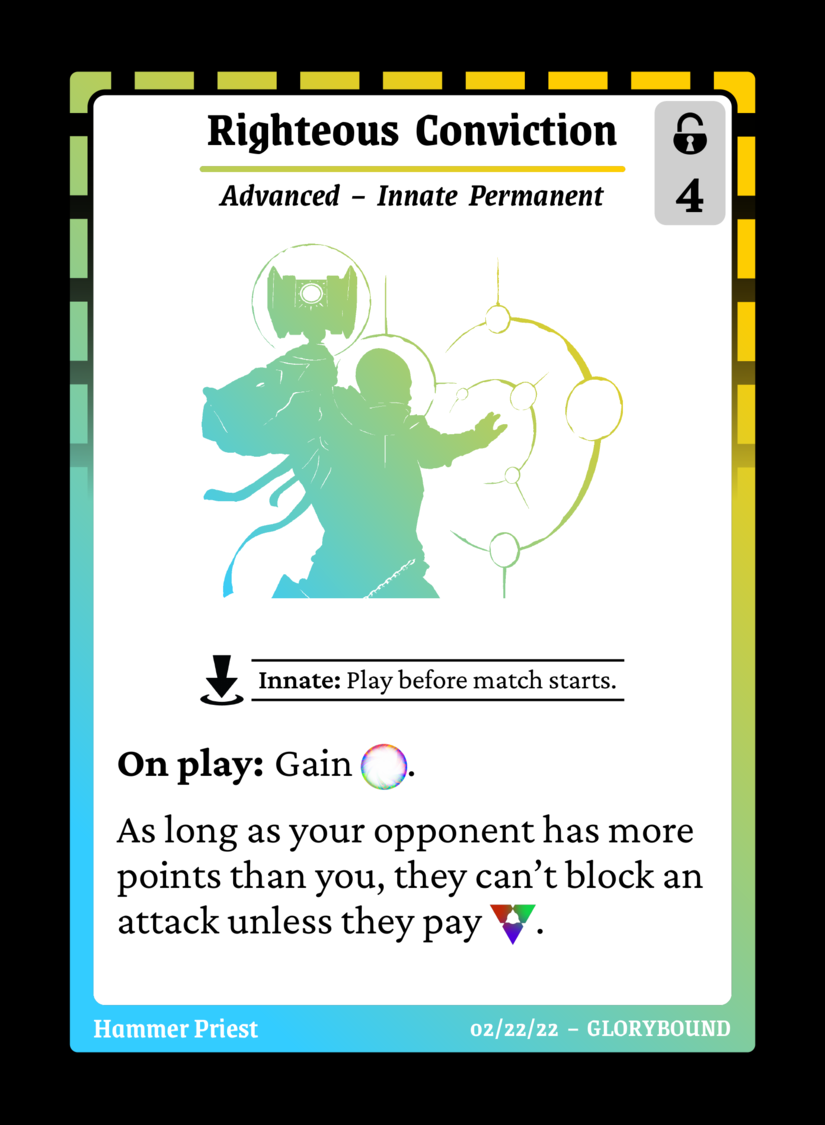 Righteous Conviction
4
Advanced – Innate Permanent
Innate: Play before match starts.
On play: Gain .
As long as your opponent has more
points than you, they can’t block an
attack unless they pay .
Hammer Priest
02/22/22 – GLORYBOUND